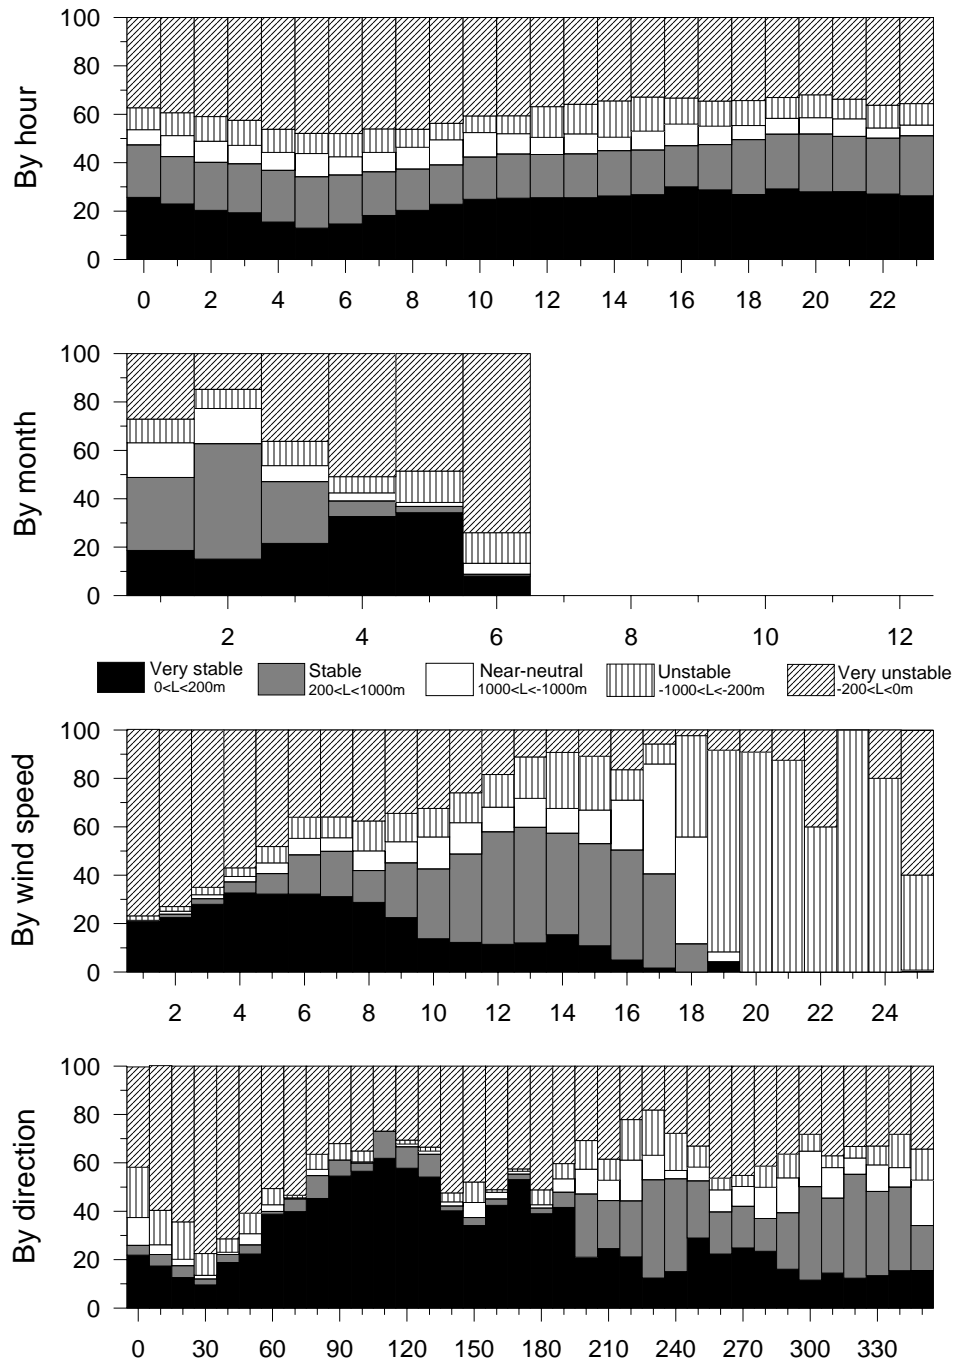 By hour
100
80
60
40
20
0
0 2 4 6 8 10 12 14 16 18 20 22
By month
100
80
60
40
20
0
2 4 6 8 10 12
Very stable Stable Near-neutral Unstable Very unstable
0<L<200m 200<L<1000m 1000<L<-1000m -1000<L<-200m -200<L<0m
By wind speed
100
80
60
40
20
0
2 4 6 8 10 12 14 16 18 20 22 24
By direction
100
80
60
40
20
0
0 30 60 90 120 150 180 210 240 270 300 330